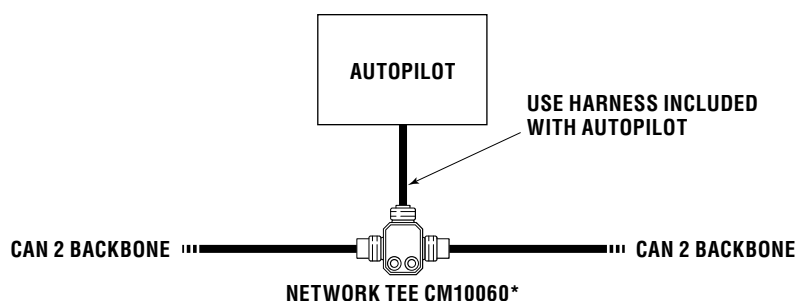 AUTOPILOT
USE HARNESS INCLUDED
WITH AUTOPILOT
CAN 2 BACKBONE
CAN 2 BACKBONE
NETWORK TEE CM10060*